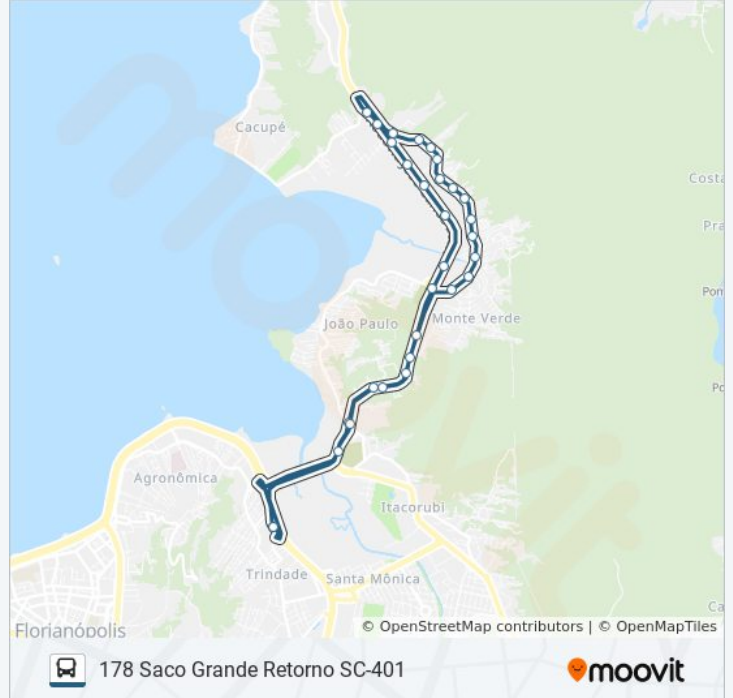 Cacupé
Costa
Pra
Pon
João Paulo
Monte Verde
Po
Agronômica
Itacorubi
Trindade
Santa Mônica
Ca
Florianópolis
© OpenStreetMap contributors | © OpenMapTiles
178 Saco Grande Retorno SC-401
moovit